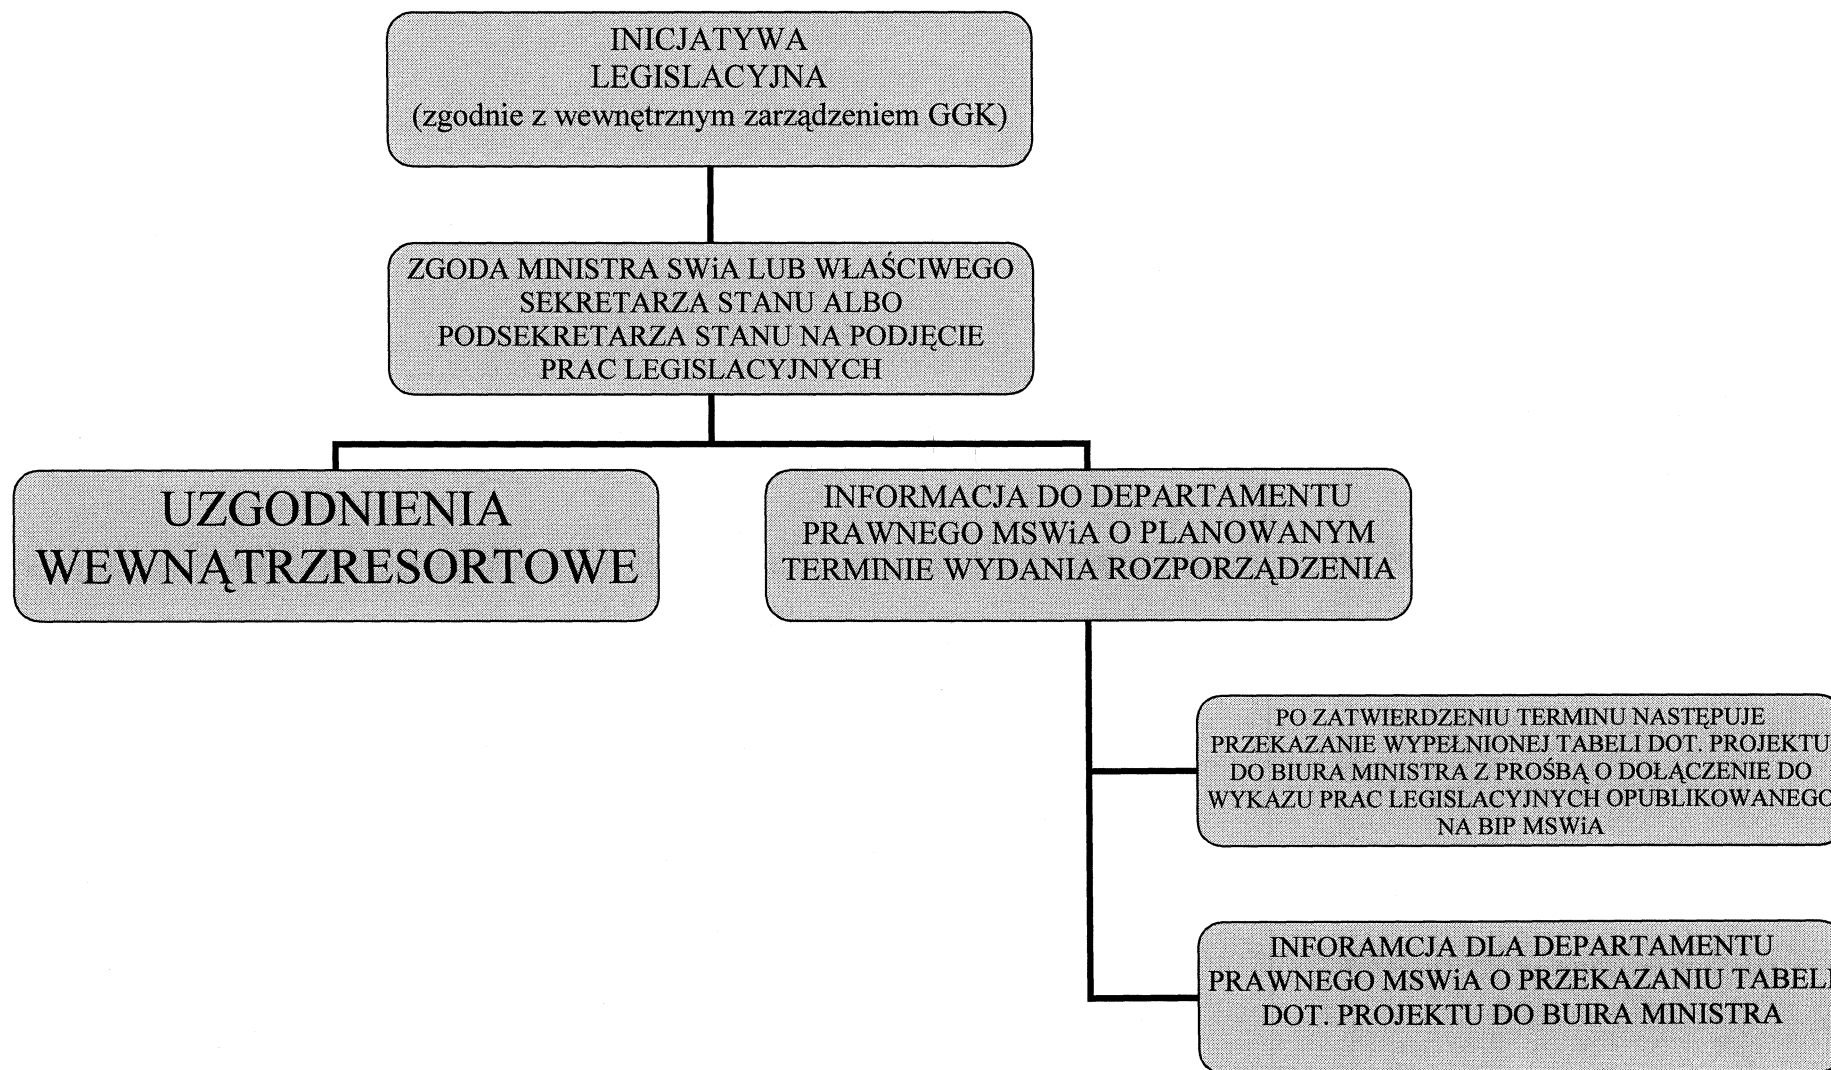 INICJATYWA
LEGISLACYJNA
(zgodnie z wewnętrznym zarządzeniem GGK)
ZGODA MINISTRA SWiA LUB WŁAŚCIWEGO
SEKRETARZA STANU ALBO
PODSEKRETARZA STANU NA PODJĘCIE
PRAC LEGISLACYJNYCH
UZGODNIENIA
WEWNĄTRZRESORTOWE
INFORMACJA DO DEPARTAMENTU
PRAWNEGO MSWiA O PLANOWANYM
TERMINIE WYDANIA ROZPORZĄDZENIA
PO ZATWIERDZENIU TERMINU NASTĘPUJE
PRZEKAZANIE WYPEŁNIONEJ TABELI DOT. PROJEKTU
DO BIURA MINISTRA Z PROŚBĄ O DOŁĄCZENIE DO
WYKAZU PRAC LEGISLACYJNYCH OPUBLIKOWANEGO
NA BIP MSWiA
INFORAMCJA DLA DEPARTAMENTU
PRAWNEGO MSWiA O PRZEKAZANIU TABELI
DOT. PROJEKTU DO BUIRA MINISTRA